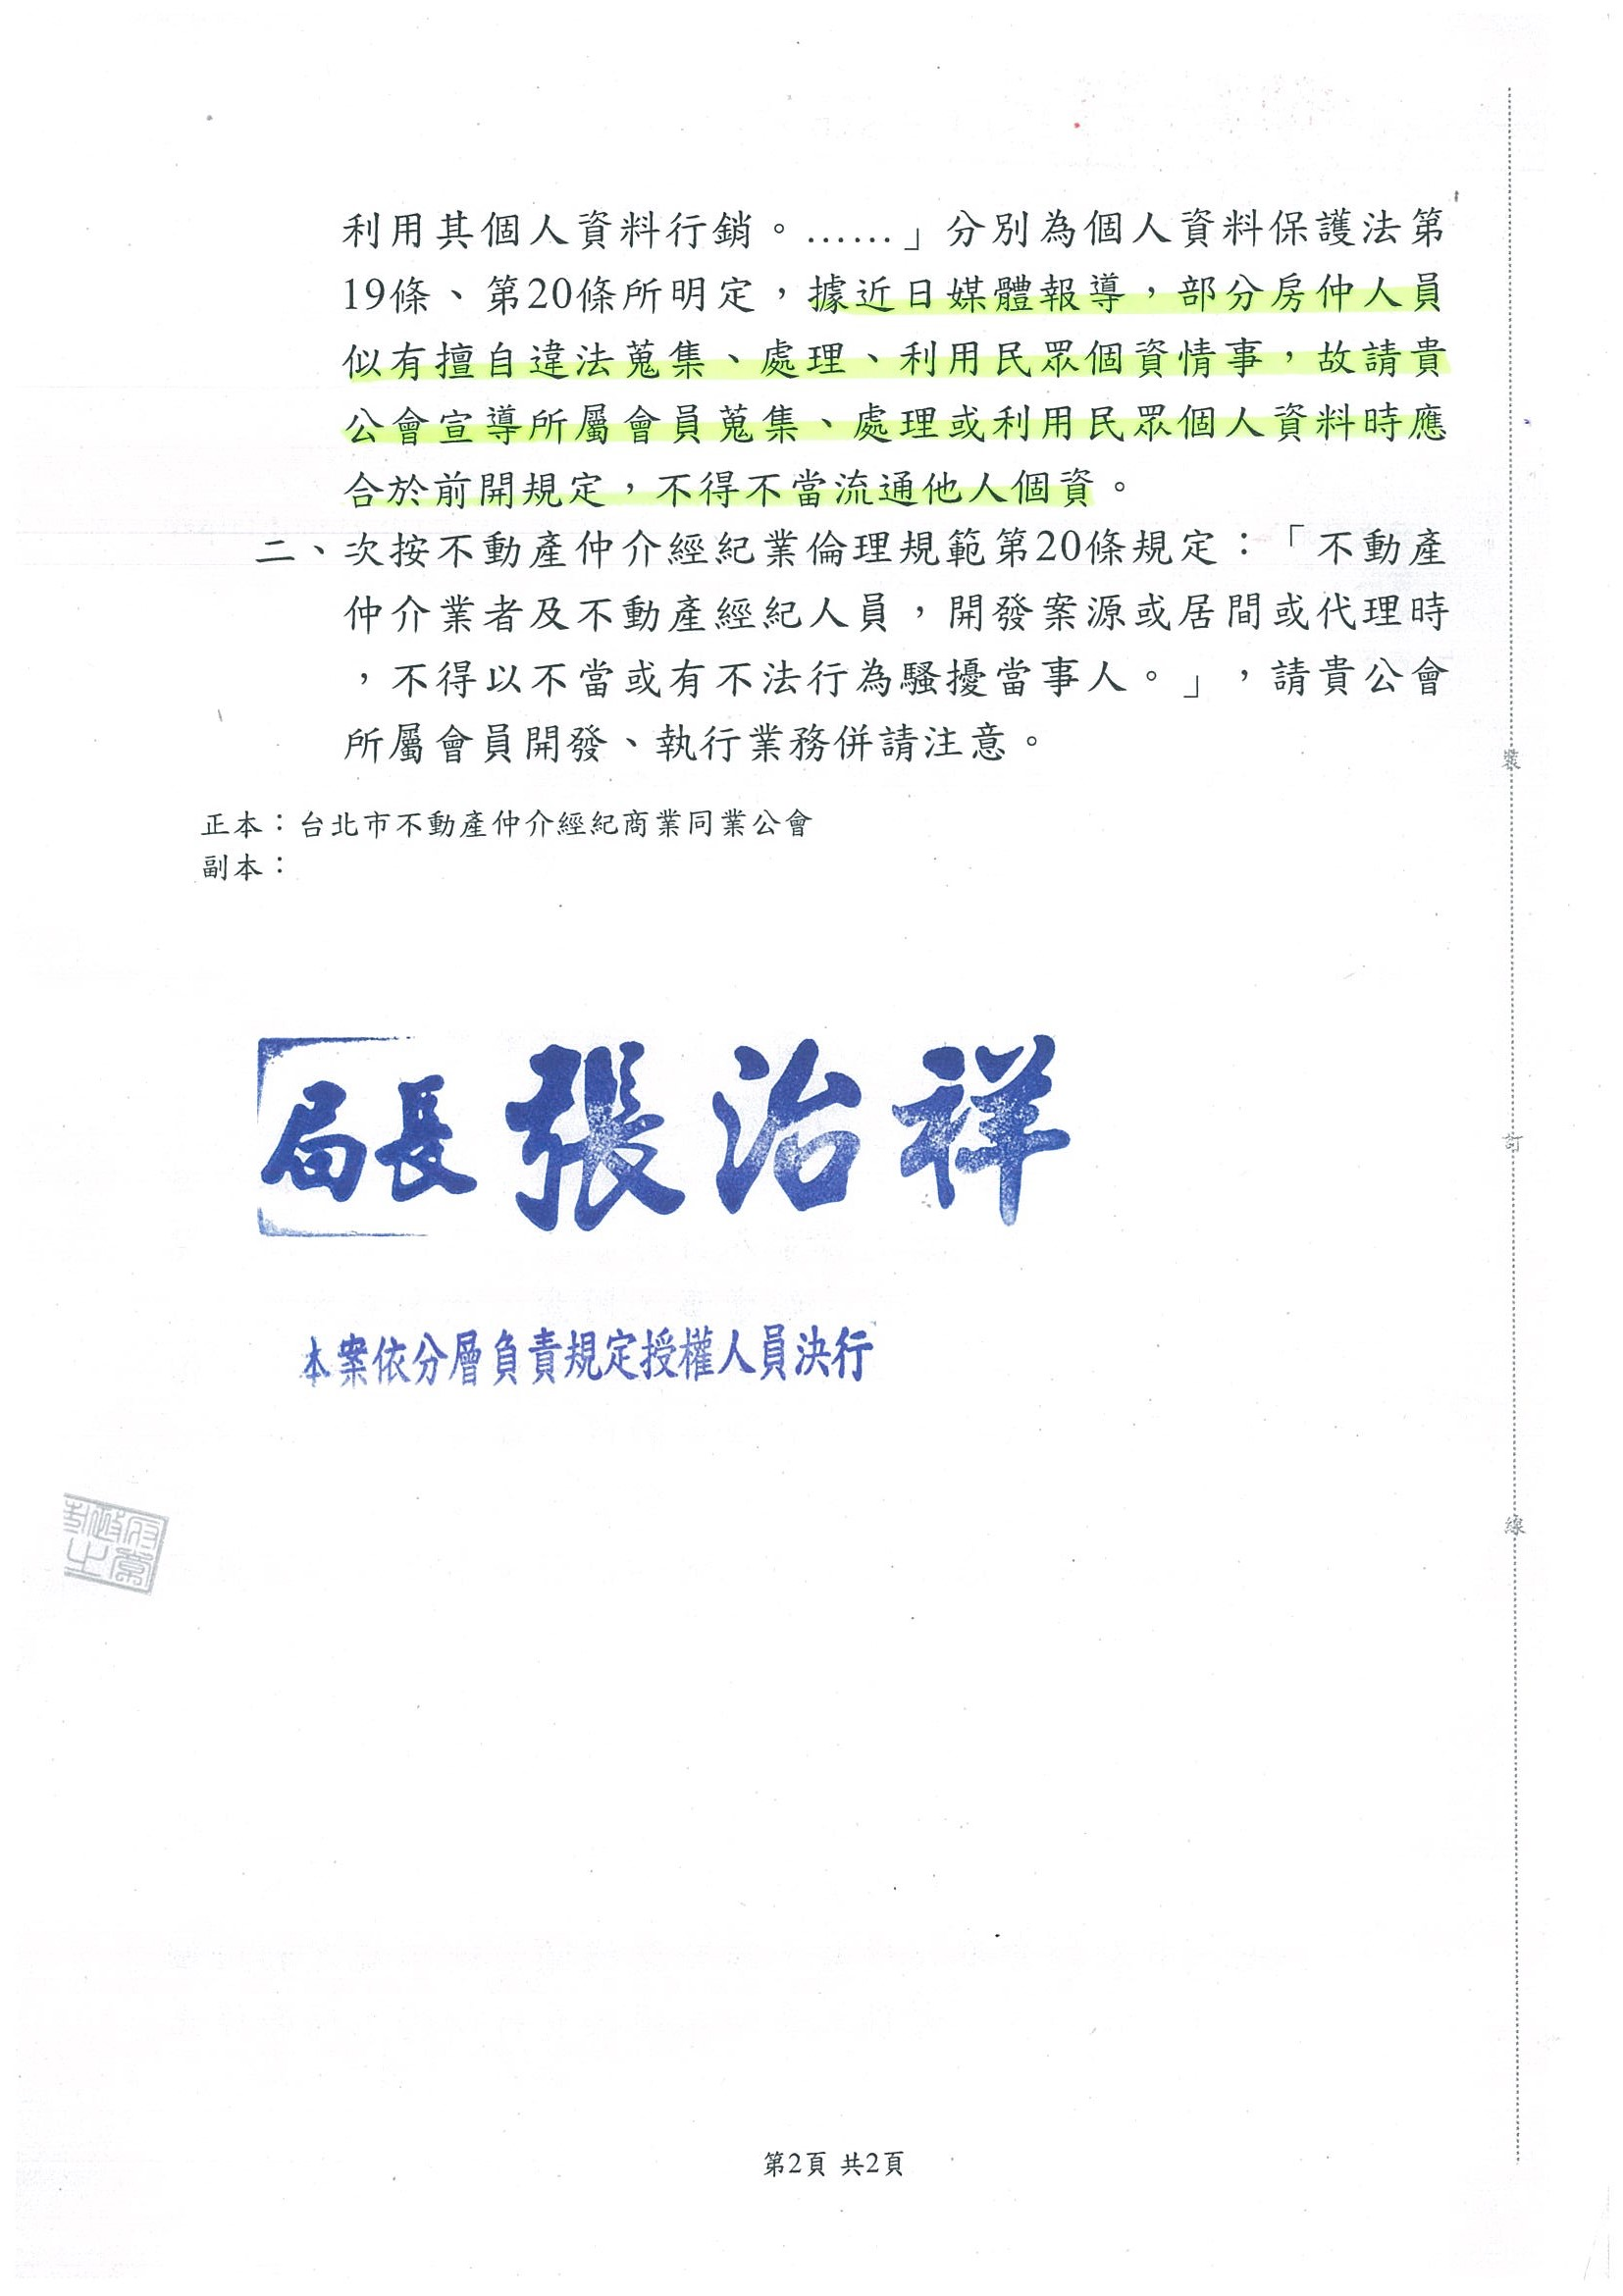 利用其個人資料行銷。……」分別為個人資料保護法第
19條、第20條所明定，據近日媒體報導，部分房仲人員
似有擅自違法蒐集、處理、利用民眾個資情事，故請貴
公會宣導所屬會員蒐集、處理或利用民眾個人資料時應
合於前開規定，不得不當流通他人個資。
二、次按不動產仲介經紀業倫理規範第20條規定：「不動產
仲介業者及不動產經紀人員，開發案源或居間或代理時
，不得以不當或有不法行為騷擾當事人。」，請貴公會
所屬會員開發、執行業務併請注意。
正本：台北市不動產仲介經紀商業同業公會
副本：
局長 張治祥
本案依分層負責規定授權人員決行
裝
訂
線
第2頁 共2頁